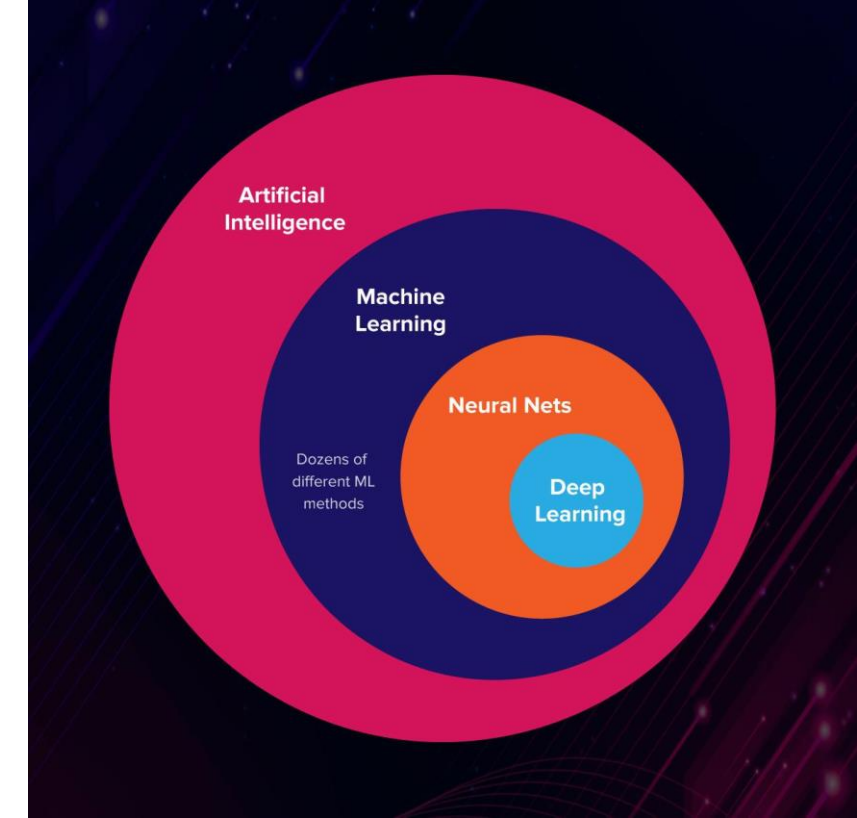 Artificial
Intelligence
Machine
Learning
Neural Nets
Dozens of
different ML
methods
Deep
Learning